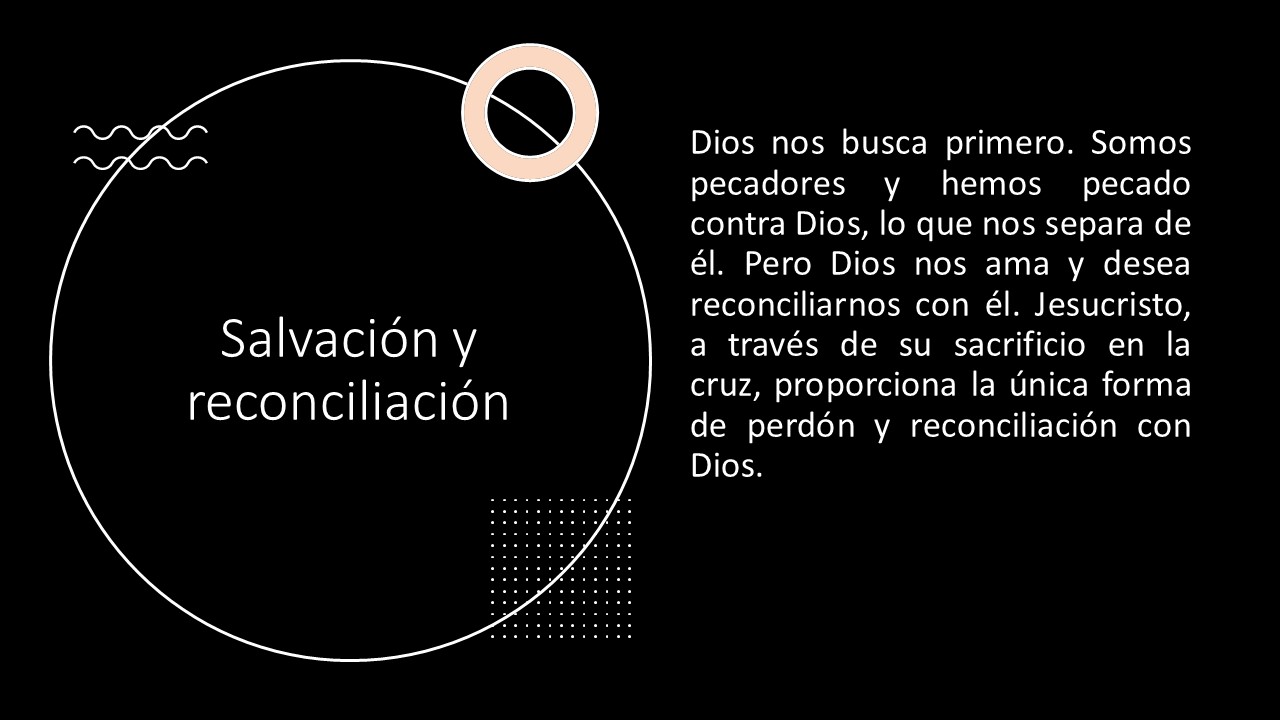 Salvación y
reconciliación
Dios nos busca primero. Somos
pecadores y hemos pecado
contra Dios, lo que nos separa de
él. Pero Dios nos ama y desea
reconciliarnos con él. Jesucristo,
a través de su sacrificio en la
cruz, proporciona la única forma
de perdón y reconciliación con
Dios.